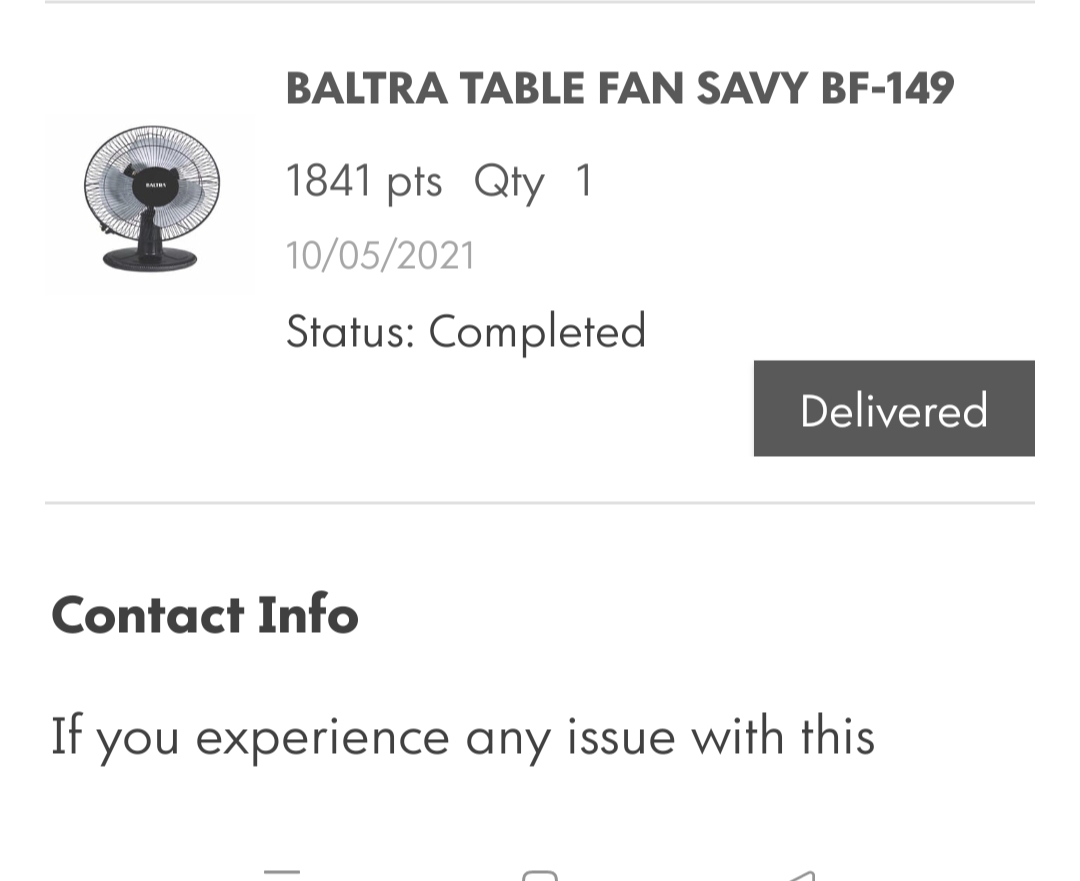 BALTRA TABLE FAN SAVY BF-149
BALTRA
1841 pts Qty 1
10/05/2021
Status: Completed
Delivered
Contact Info
If you experience any issue with this